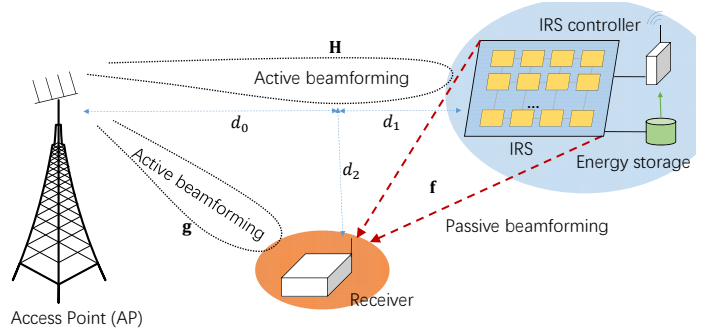 IRS controller
H
Active beamforming
...
d0
d1
IRS
Energy storage
Active beamforming
d2
f
g
Passive beamforming
Receiver
Access Point (AP)